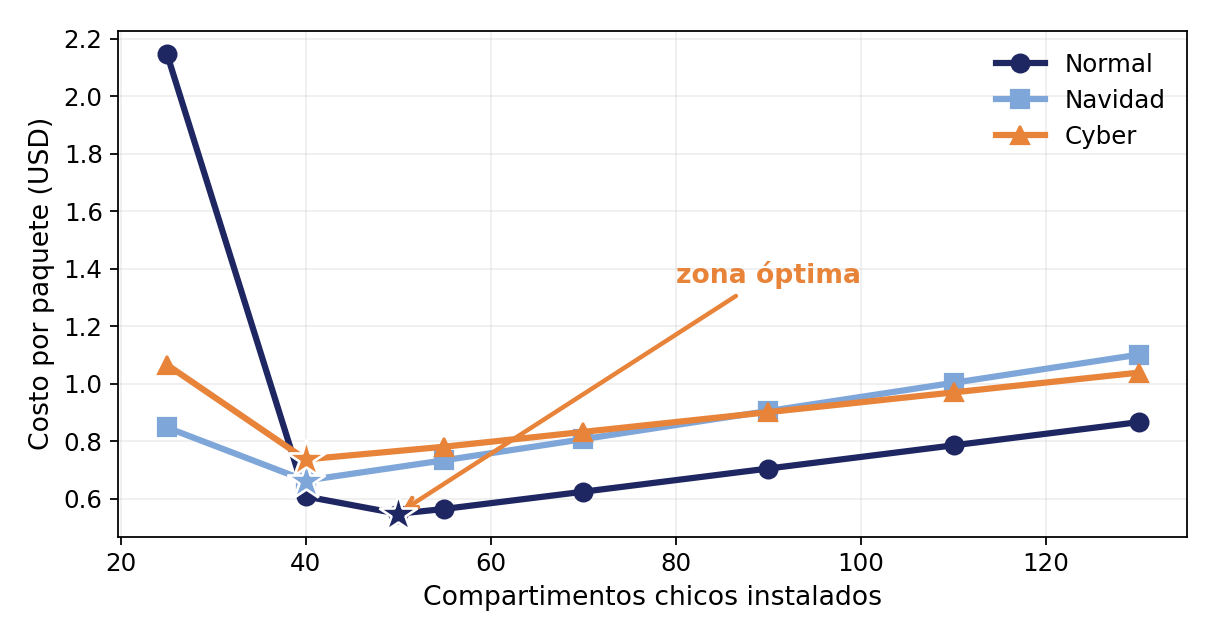 2.2
2.0
1.8
1.6
1.4
1.2
1.0
0.8
0.6
Costo por paquete (USD)
Normal
Navidad
Cyber
zona óptima
20 40 60 80 100 120
Compartimentos chicos instalados